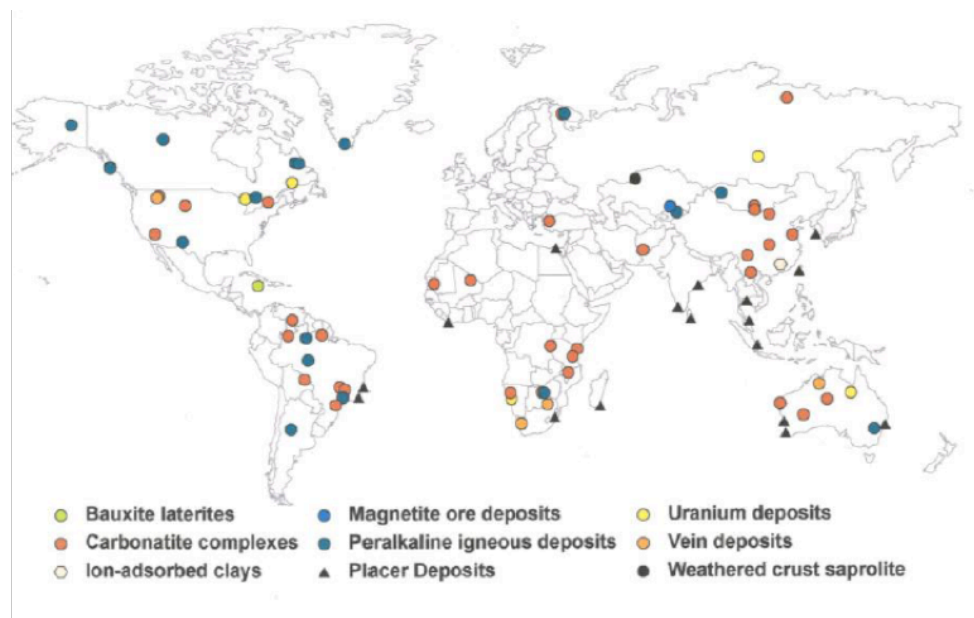 Bauxite laterites Magnetite ore deposits Uranium deposits
Carbonatite complexes Peralkaline igneous deposits Vein deposits
Ion-adsorbed clays Placer Deposits Weathered crust saprolite